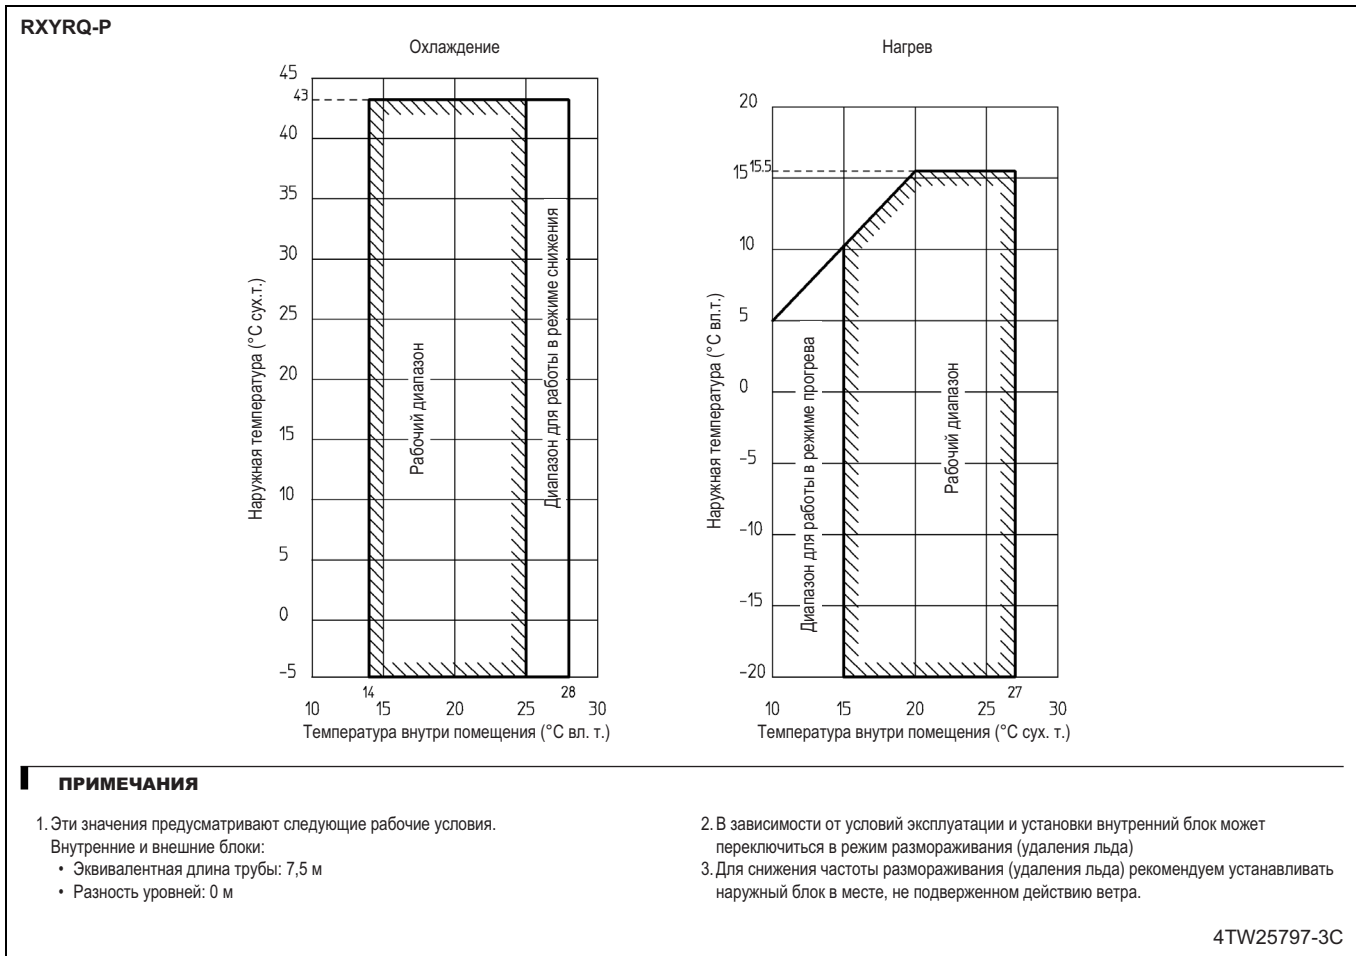 RXYRQ-P
Охлаждение
45
43
40
35
30
25
20
15
10
5
0
-5
Наружная температура (°C сух.т.)
Рабочий диапазон
Диапазон для работы в режиме снижения
14
28
10 15 20 25 30
Температура внутри помещения (°C вл. т.)
Нагрев
20
15 15.5
10
5
0
-5
-10
-15
-20
Наружная температура (°C вл.т.)
Диапазон для работы в режиме прогрева
Рабочий диапазон
27
10 15 20 25 30
Температура внутри помещения (°C сух. т.)
ПРИМЕЧАНИЯ
1. Эти значения предусматривают следующие рабочие условия.
Внутренние и внешние блоки:
• Эквивалентная длина трубы: 7,5 м
• Разность уровней: 0 м
2. В зависимости от условий эксплуатации и установки внутренний блок может
переключиться в режим размораживания (удаления льда)
3. Для снижения частоты размораживания (удаления льда) рекомендуем устанавливать
наружный блок в месте, не подверженном действию ветра.
4TW25797-3C